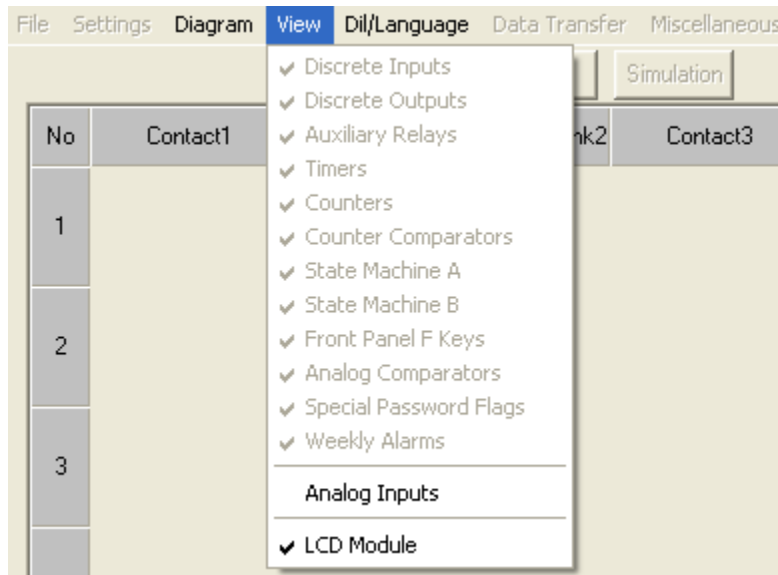 File Settings Diagram View Dil/Language Data Transfer Miscellaneous
Simulation
No Contact1 nk2 Contact3
✔ Discrete Inputs
✔ Discrete Outputs
✔ Auxiliary Relays
✔ Timers
✔ Counters
✔ Counter Comparators
✔ State Machine A
✔ State Machine B
✔ Front Panel F Keys
✔ Analog Comparators
✔ Special Password Flags
✔ Weekly Alarms
Analog Inputs
✔ LCD Module
1
2
3